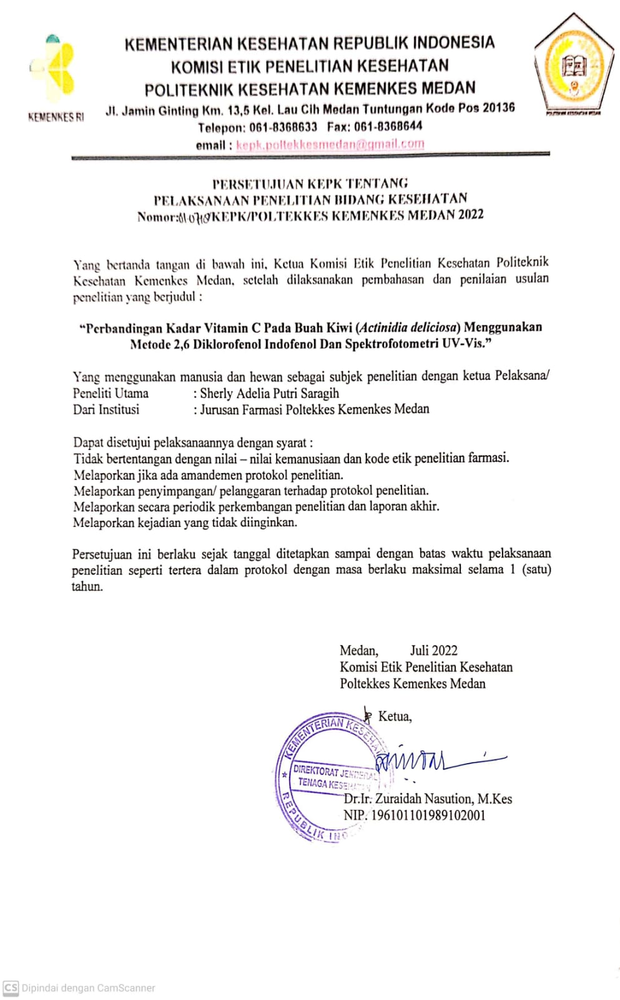 KEMENTERIAN KESEHATAN REPUBLIK INDONESIA
KOMISI ETIK PENELITIAN KESEHATAN
POLITEKNIK KESEHATAN KEMENKES MEDAN
Jl. Jamin Ginting Km. 13,5 Kel. Lau Cih Medan Tuntungan Kode Pos 20136
Telepon: 061-8368633 Fax: 061-8368644
email : kepk.poltekkesmedan@gmail.com
KEMENKES RI
POLITEKNIK KESEHATAN MEDAN
PERSETUJUAN KEPK TENTANG
PELAKSANAAN PENELITIAN BIDANG KESEHATAN
Nomor: KEPK/POLTEKKES KEMENKES MEDAN 2022
Yang bertanda tangan di bawah ini, Ketua Komisi Etik Penelitian Kesehatan Politeknik
Kesehatan Kemenkes Medan, setelah dilaksanakan pembahasan dan penilaian usulan
penelitian yang berjudul :
“Perbandingan Kadar Vitamin C Pada Buah Kiwi (Actinidia deliciosa) Menggunakan
Metode 2,6 Diklorofenol Indofenol Dan Spektrofotometri UV-Vis.”
Yang menggunakan manusia dan hewan sebagai subjek penelitian dengan ketua Pelaksana/
Peneliti Utama : Sherly Adelia Putri Saragih
Dari Institusi : Jurusan Farmasi Poltekkes Kemenkes Medan
Dapat disetujui pelaksanaannya dengan syarat :
Tidak bertentangan dengan nilai – nilai kemanusiaan dan kode etik penelitian farmasi.
Melaporkan jika ada amandemen protokol penelitian.
Melaporkan penyimpangan/ pelanggaran terhadap protokol penelitian.
Melaporkan secara periodik perkembangan penelitian dan laporan akhir.
Melaporkan kejadian yang tidak diinginkan.
Persetujuan ini berlaku sejak tanggal ditetapkan sampai dengan batas waktu pelaksanaan
penelitian seperti tertera dalam protokol dengan masa berlaku maksimal selama 1 (satu)
tahun.
Medan, Juli 2022
Komisi Etik Penelitian Kesehatan
Poltekkes Kemenkes Medan
Ketua,
KEMENTERIAN KESEHATAN
DIREKTORAT JENDERAL
TENAGA KESEHATAN
REPUBLIK INDO
Dr.Ir. Zuraidah Nasution, M.Kes
NIP. 196101101989102001
CS Dipindai dengan CamScanner